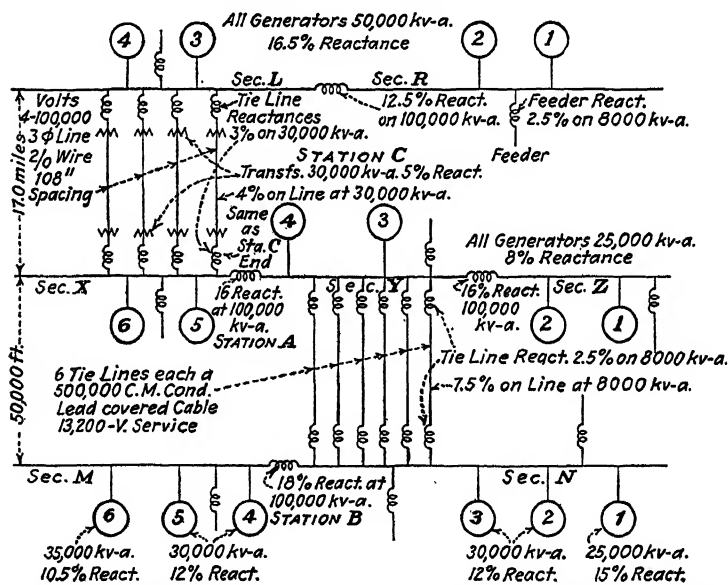 All Generators 50,000 kv-a.
16.5% Reactance
4
3
2
1
Sec. L
Sec. R
Volts
4-100,000
3 ϕ Line
2/0 Wire
108"
Spacing
Tie Line
Reactances
3% on 30,000 kv-a.
12.5% React.
on 100,000 kv-a.
Feeder React.
2.5% on 8000 kv-a.
Feeder
STATION C
Transfs. 30,000 kv-a. 5% React.
4% on Line at 30,000 kv-a.
17.0 miles
Same
as
Sta. C
End
4
3
All Generators 25,000 kv-a.
8% Reactance
Sec. X
Sec. Y
Sec. Z
6
5
16 React.
at 100,000
kv-a.
STATION A
16% React.
100,000
kv-a.
2
1
50,000 ft.
6 Tie Lines each a
500,000 C.M. Cond.
Lead covered Cable
13,200-V. Service
Tie Line React. 2.5% on 8000 kv-a.
7.5% on Line at 8000 kv-a.
Sec. M
Sec. N
18% React. at
100,000 kv-a.
STATION B
6
5
4
3
2
1
35,000 kv-a.
10.5% React.
30,000 kv-a.
12% React.
30,000 kv-a.
12% React.
25,000 kv-a.
15% React.